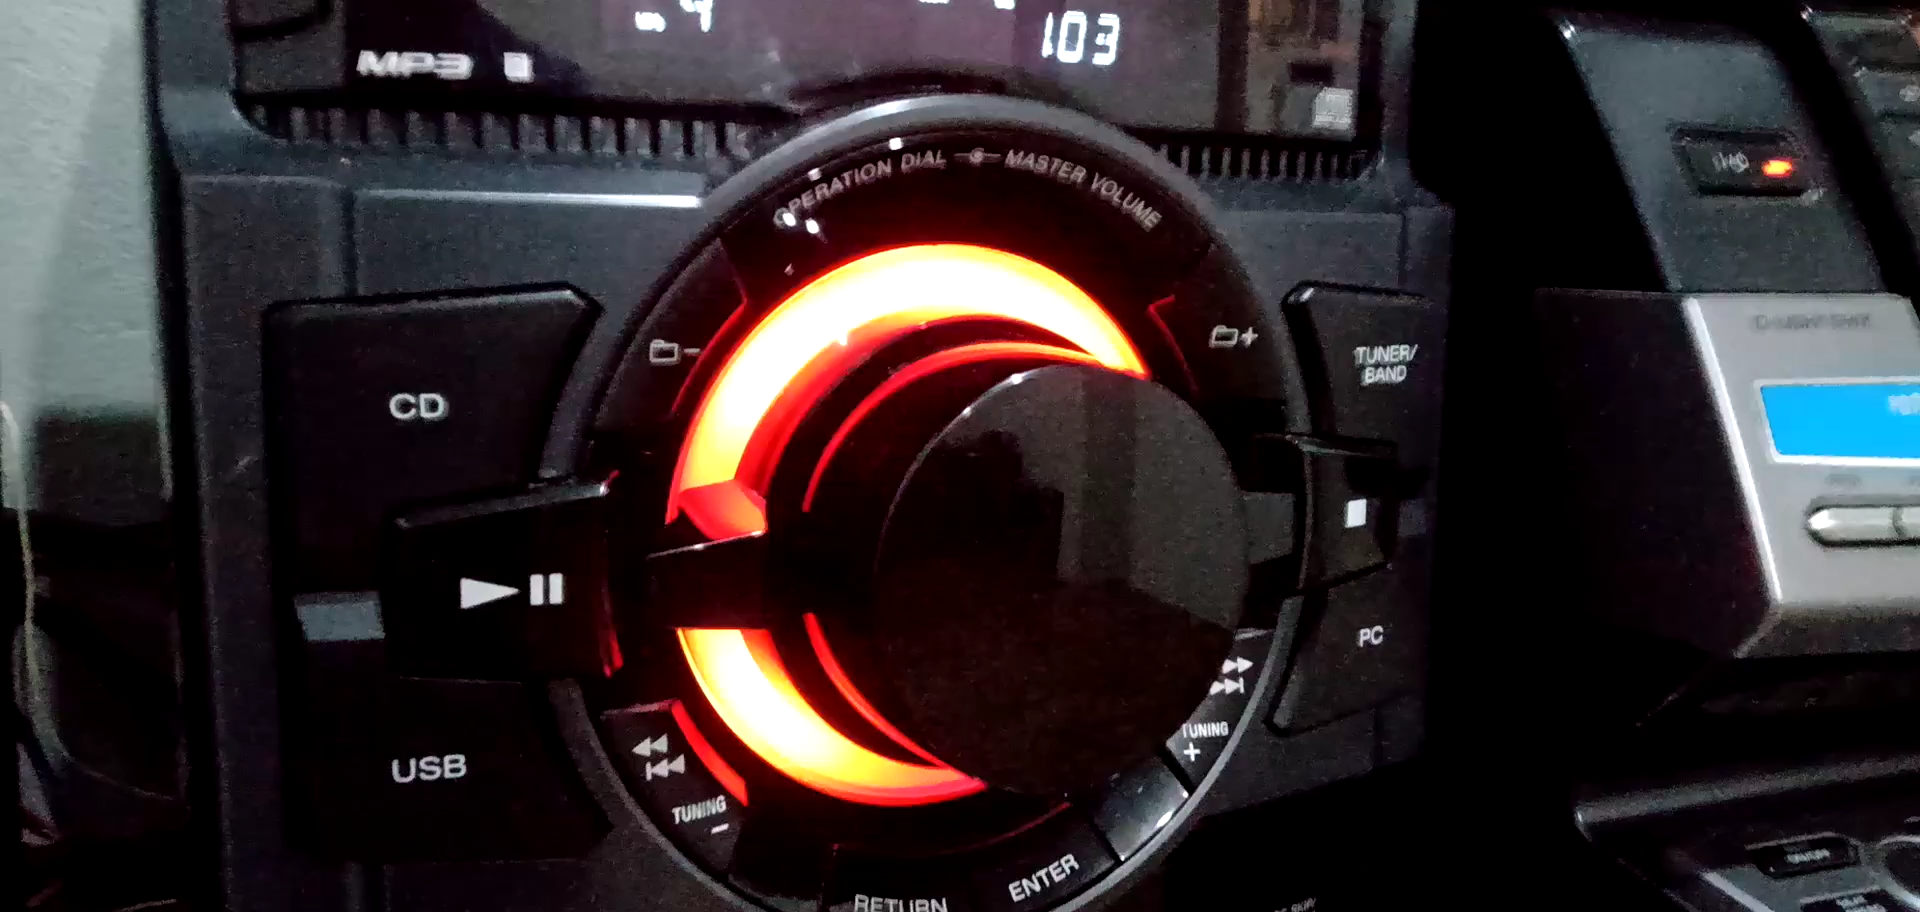 103
MP3
OPERATION DIAL
MASTER VOLUME
TUNER/
BAND
CD
PC
TUNING
+
USB
TUNING
-
ENTER
RETURN